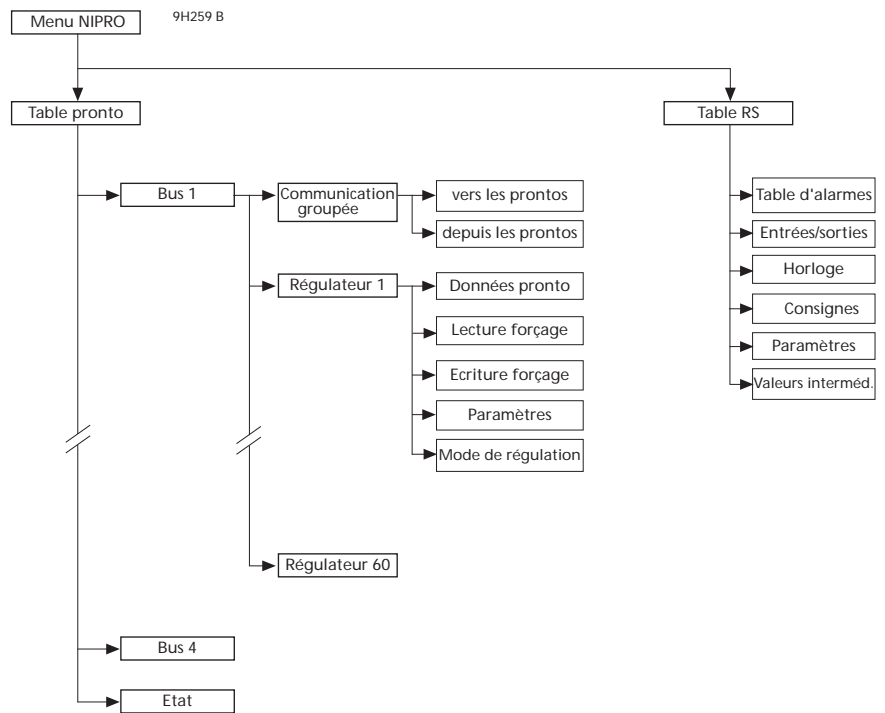 Menu NIPRO
9H259 B
Table pronto
Table RS
Bus 1
Communication
groupée
vers les prontos
depuis les prontos
Régulateur 1
Données pronto
Lecture forçage
Ecriture forçage
Paramètres
Mode de régulation
Régulateur 60
Bus 4
Etat
Table d'alarmes
Entrées/sorties
Horloge
Consignes
Paramètres
Valeurs interméd.